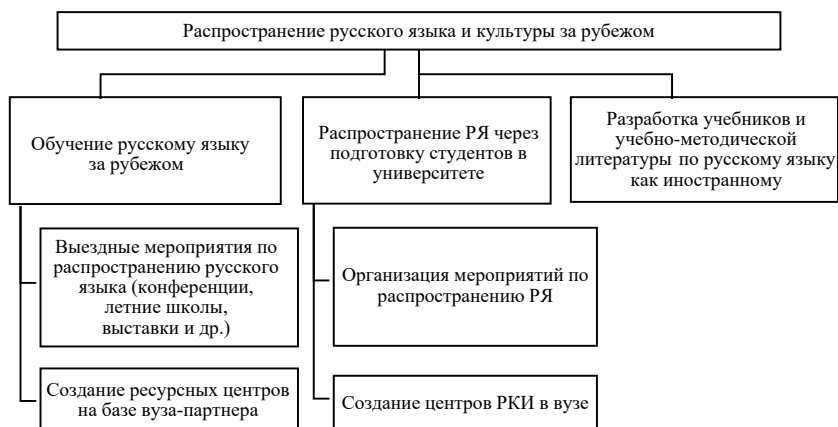 Распространение русского языка и культуры за рубежом
Обучение русскому языку
за рубежом
Распространение РЯ через
подготовку студентов в
университете
Разработка учебников и
учебно-методической
литературы по русскому языку
как иностранному
Выездные мероприятия по
распространению русского
языка (конференции,
летние школы,
выставки и др.)
Организация мероприятий по
распространению РЯ
Создание ресурсных центров
на базе вуза-партнера
Создание центров РКИ в вузе